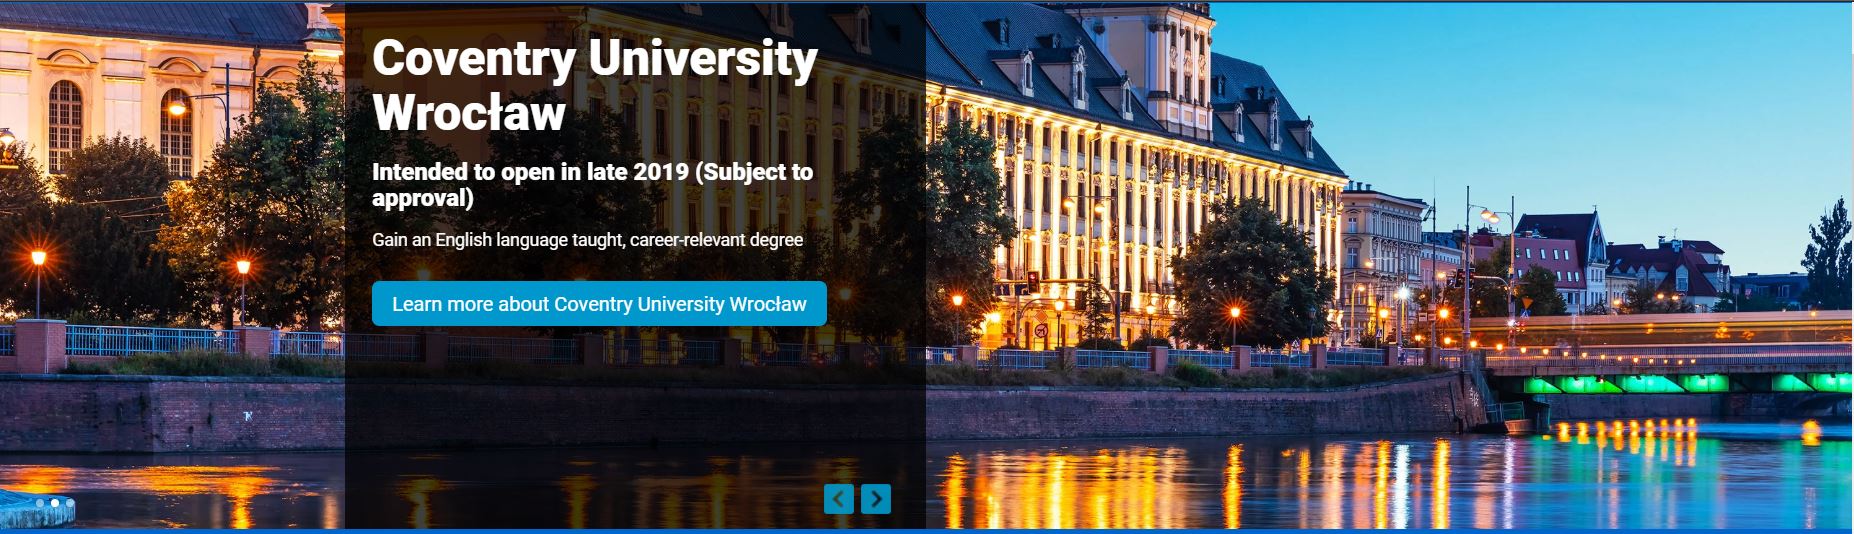 Coventry University
Wrocław
Intended to open in late 2019 (Subject to
approval)
Gain an English language taught, career-relevant degree
Learn more about Coventry University Wrocław